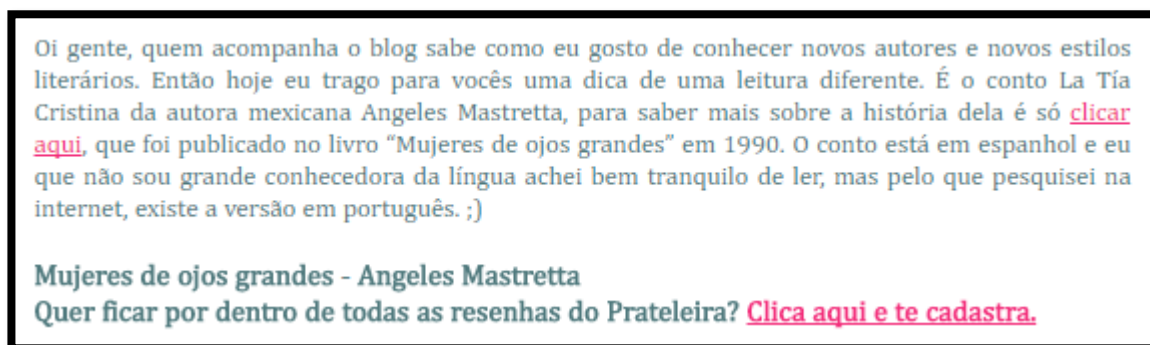 Oi gente, quem acompanha o blog sabe como eu gosto de conhecer novos autores e novos estilos
literários. Então hoje eu trago para vocês uma dica de uma leitura diferente. É o conto La Tía
Cristina da autora mexicana Angeles Mastretta, para saber mais sobre a história dela é só clicar
aqui, que foi publicado no livro “Mujeres de ojos grandes” em 1990. O conto está em espanhol e eu
que não sou grande conhecedora da língua achei bem tranquilo de ler, mas pelo que pesquisei na
internet, existe a versão em português. ;)
Mujeres de ojos grandes - Angeles Mastretta
Quer ficar por dentro de todas as resenhas do Prateleira? Clica aqui e te cadastra.